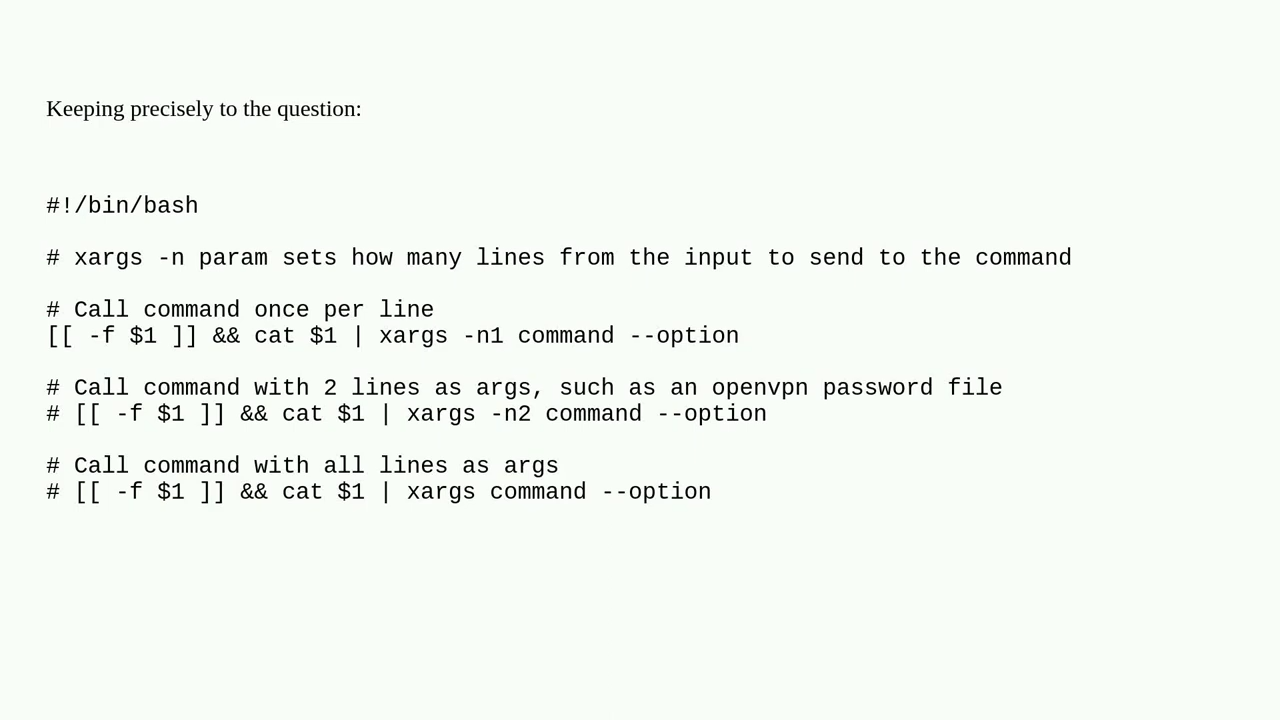 Keeping precisely to the question:
#!/bin/bash
# xargs -n param sets how many lines from the input to send to the command
# Call command once per line
[[ -f $1 ]] && cat $1 | xargs -n1 command --option
# Call command with 2 lines as args, such as an openvpn password file
# [[ -f $1 ]] && cat $1 | xargs -n2 command --option
# Call command with all lines as args
# [[ -f $1 ]] && cat $1 | xargs command --option